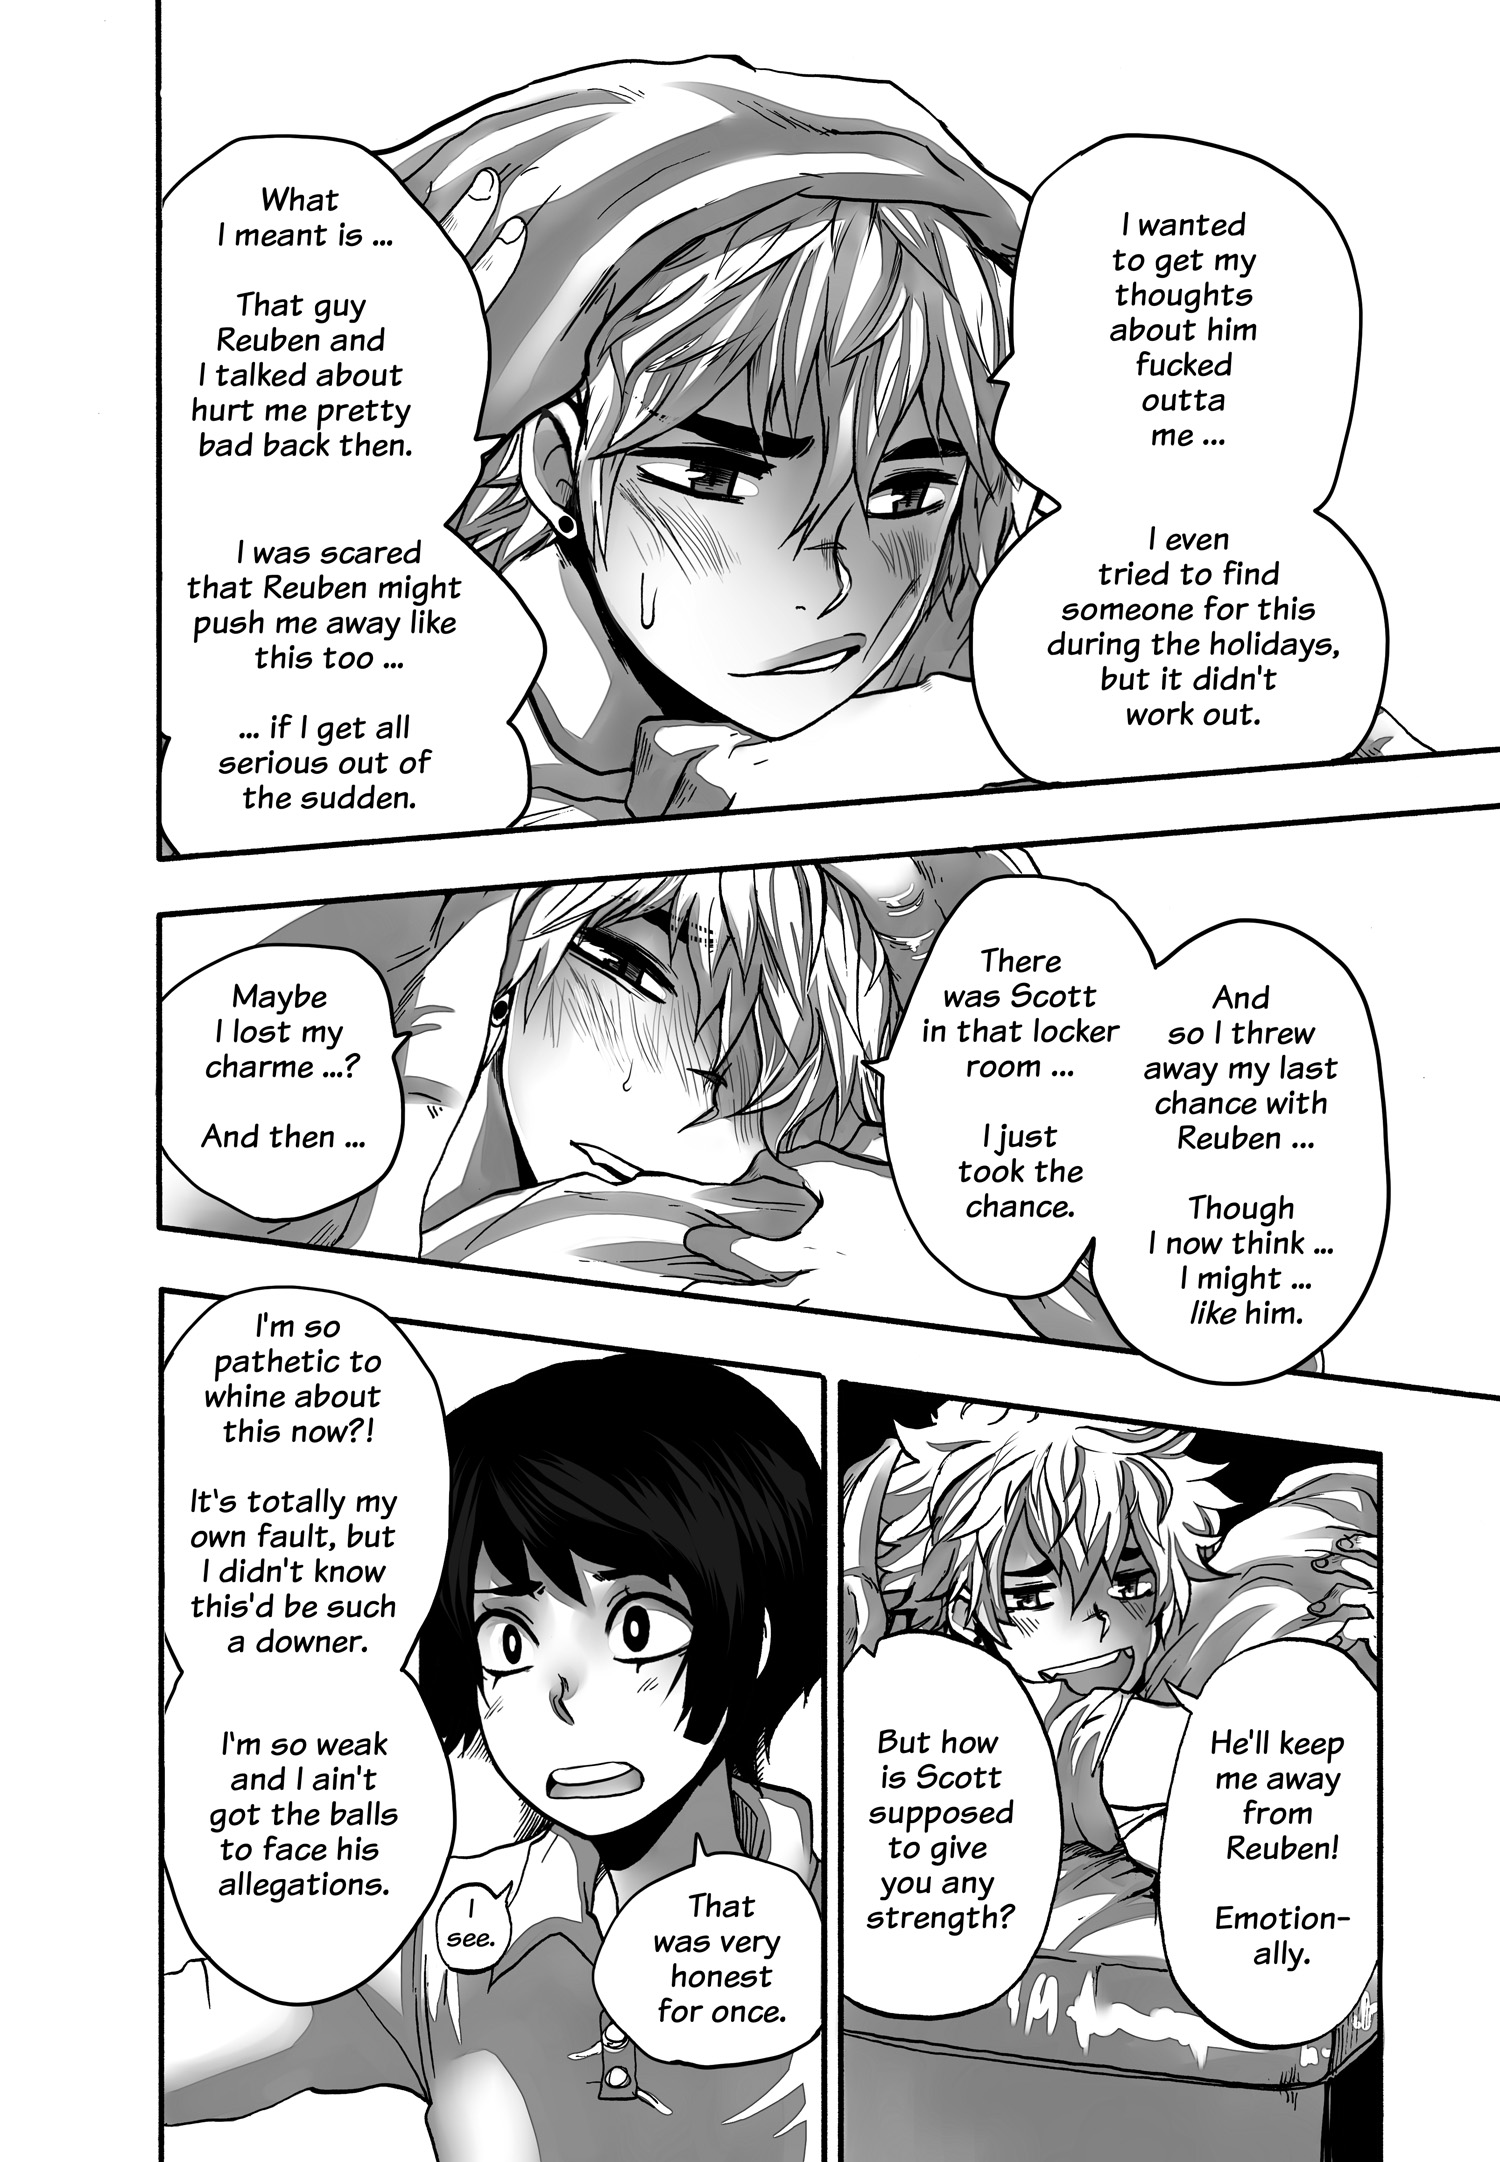 What
I meant is ...
That guy
Reuben and
I talked about
hurt me pretty
bad back then.
I was scared
that Reuben might
push me away like
this too ...
... if I get all
serious out of
the sudden.
I wanted
to get my
thoughts
about him
fucked
outta
me ...
I even
tried to find
someone for this
during the holidays,
but it didn't
work out.
Maybe
I lost my
charme ...?
And then ...
There
was Scott
in that locker
room ...
I just
took the
chance.
And
so I threw
away my last
chance with
Reuben ...
Though
I now think ...
I might ...
like him.
I'm so
pathetic to
whine about
this now?!
It's totally my
own fault, but
I didn't know
this'd be such
a downer.
I'm so weak
and I ain't
got the balls
to face his
allegations.
I
see.
That
was very
honest
for once.
But how
is Scott
supposed
to give
you any
strength?
He'll keep
me away
from
Reuben!
Emotion-
ally.